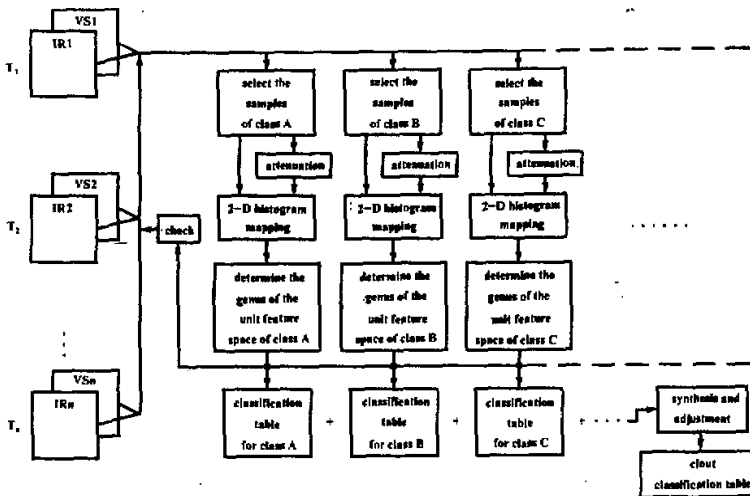 VS1
IR1
T₁
select the
samples
of class A
select the
samples
of class B
select the
samples
of class C
attenuation
attenuation
attenuation
VS2
IR2
T₂
check
2-D histogram
mapping
2-D histogram
mapping
2-D histogram
mapping
determine the
genus of the
unit feature
space of class A
determine the
genus of the
unit feature
space of class B
determine the
genus of the
unit feature
space of class C
VSn
IRn
Tₙ
classification
table
for class A
+
classification
table
for class B
+
classification
table
for class C
+
synthesis and
adjustment
clout
classification table